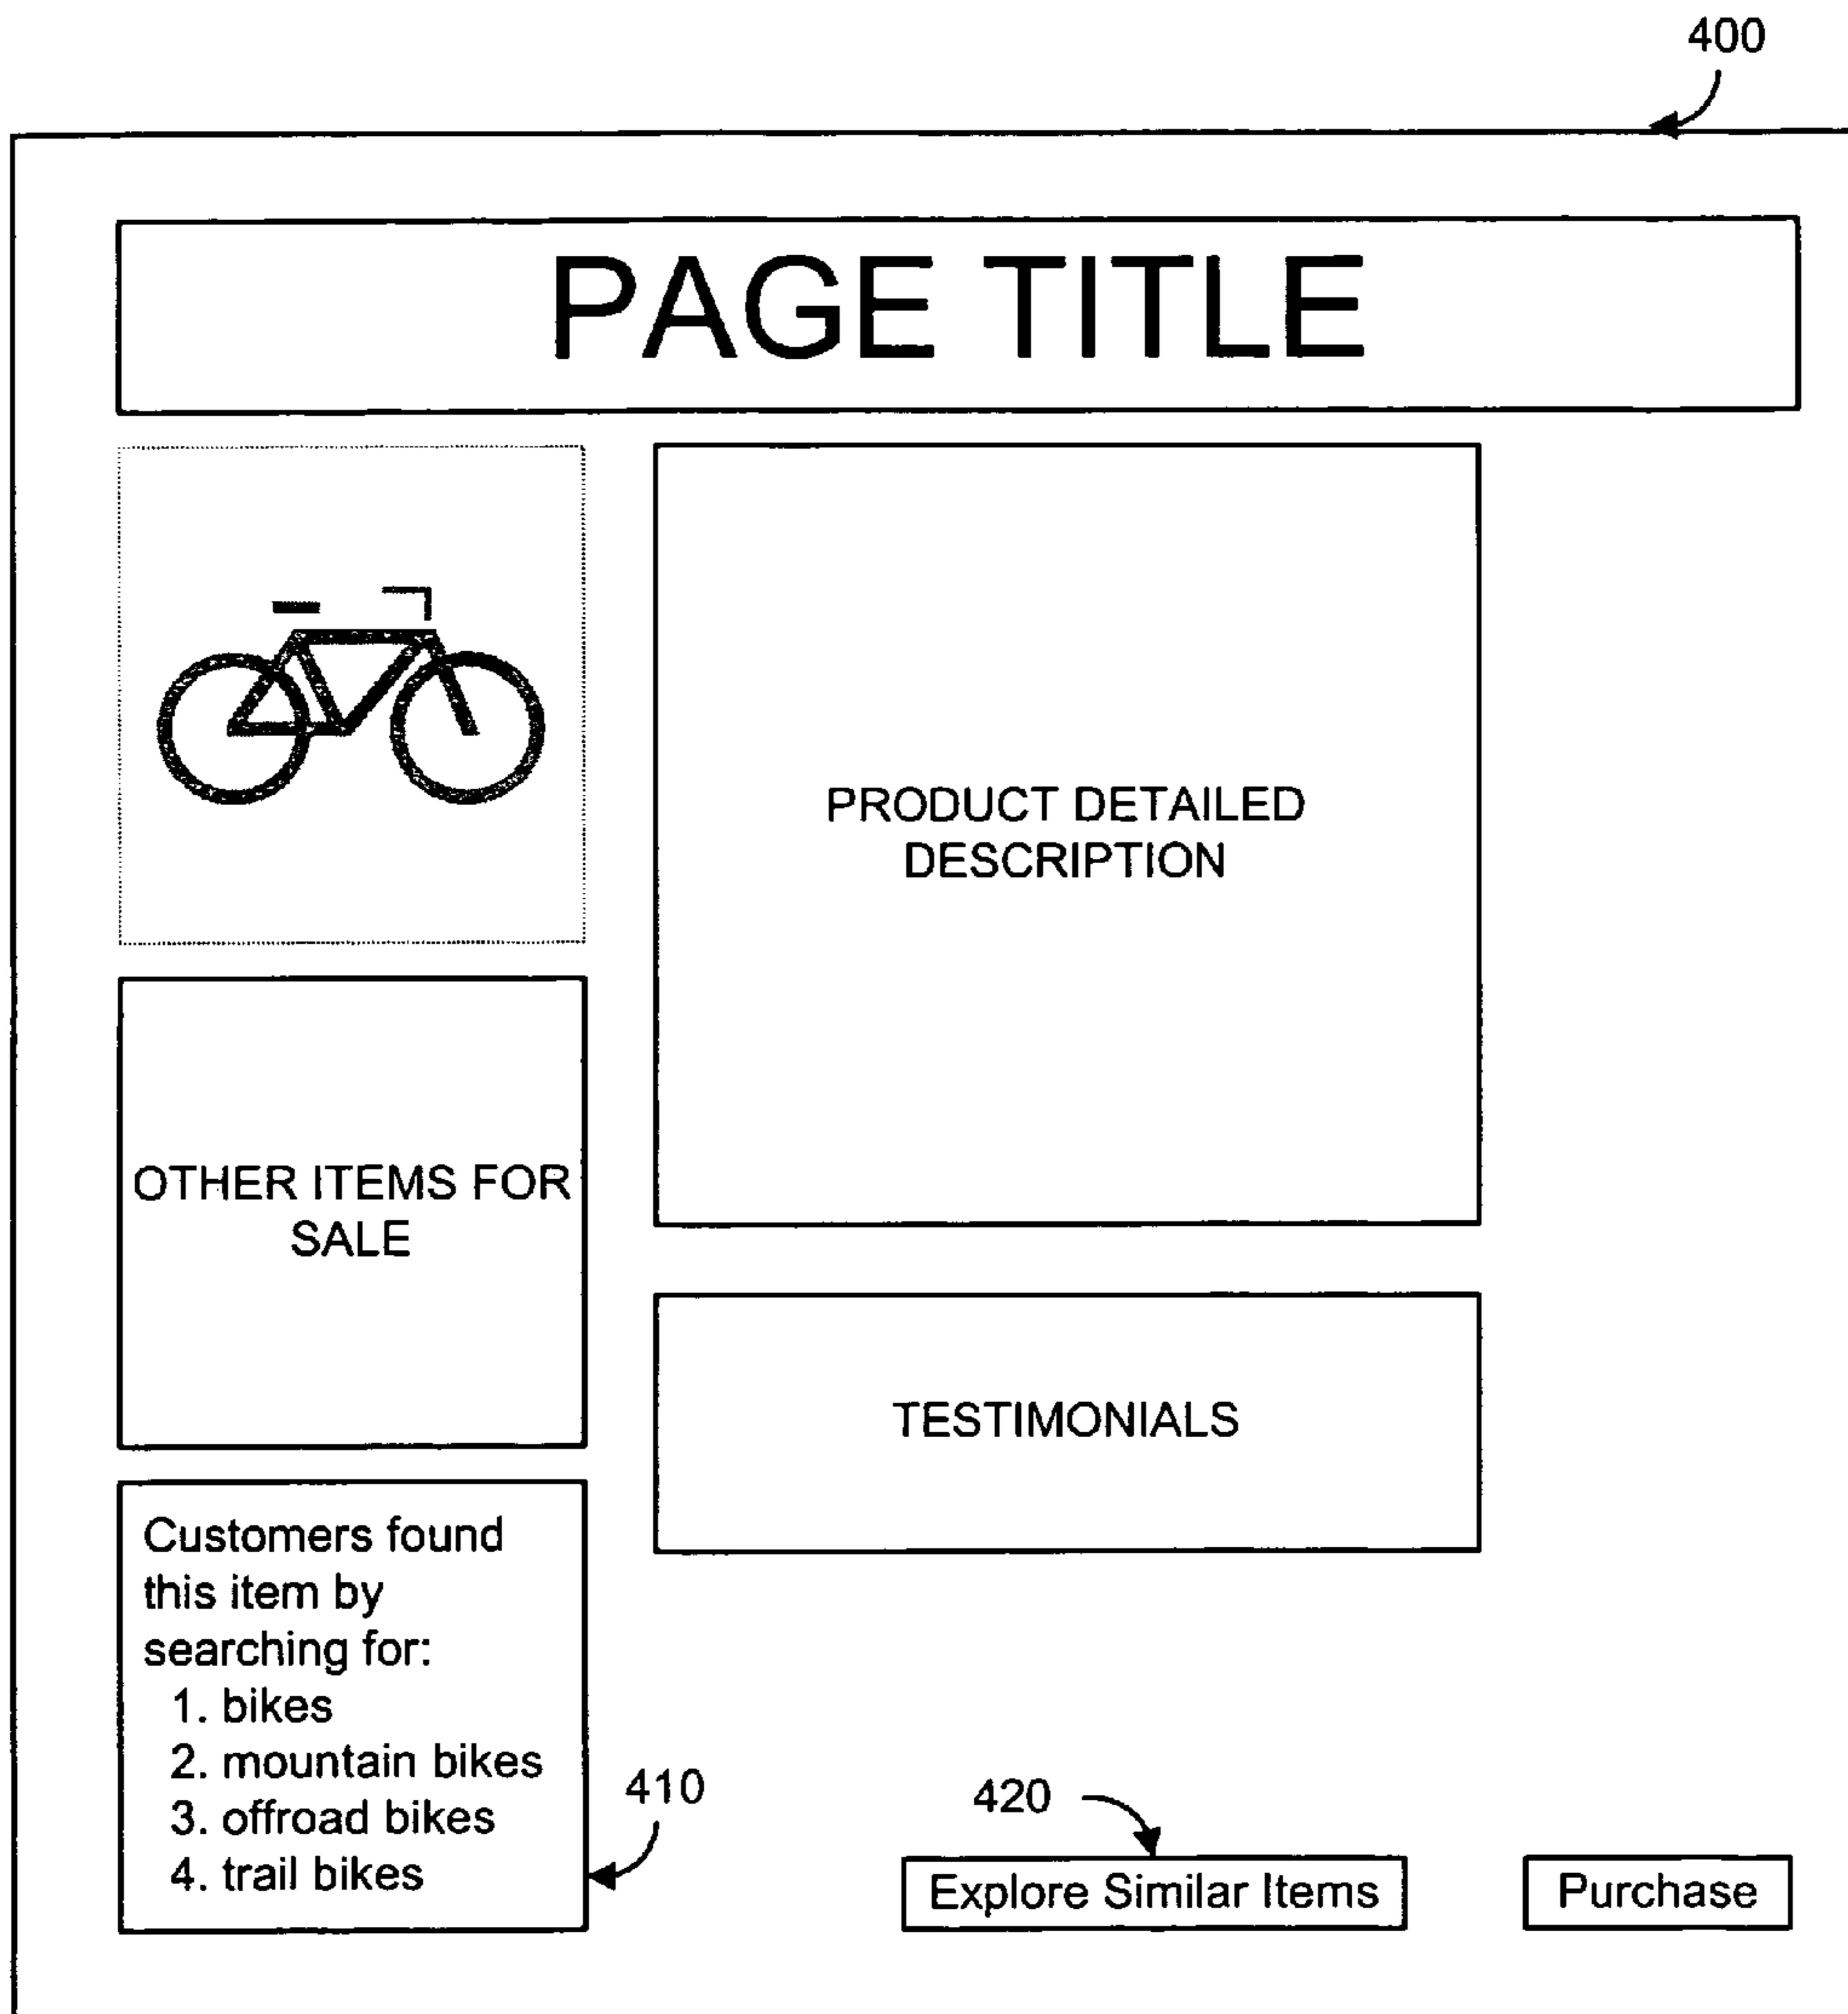 400
PAGE TITLE
PRODUCT DETAILED
DESCRIPTION
OTHER ITEMS FOR
SALE
TESTIMONIALS
Customers found
this item by
searching for:
1. bikes
2. mountain bikes
3. offroad bikes
4. trail bikes
410
420
Explore Similar Items
Purchase